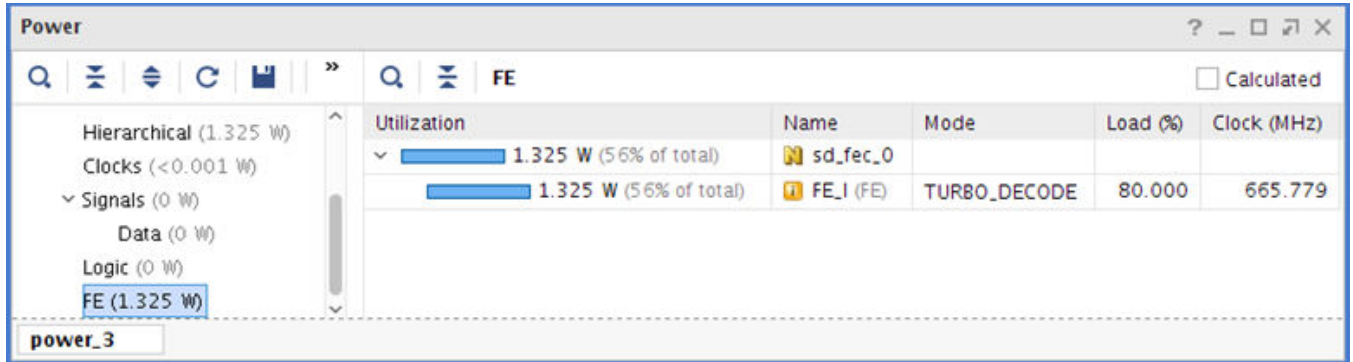 Power
FE
Calculated
Hierarchical (1.325 W)
Clocks (<0.001 W)
Signals (0 W)
Data (0 W)
Logic (0 W)
FE (1.325 W)
Utilization Name Mode Load (%) Clock (MHz)
1.325 W (56% of total) sd_fec_0
1.325 W (56% of total) FE_I (FE) TURBO_DECODE 80.000 665.779
power_3